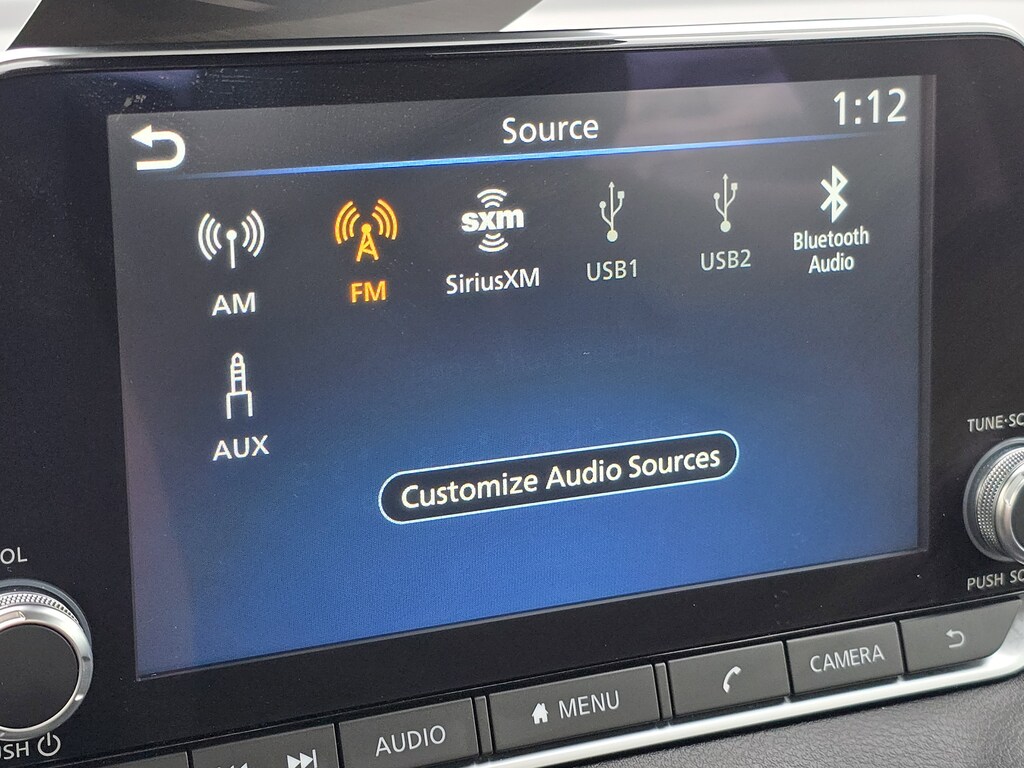 Source
1:12
AM
FM
sxm
SiriusXM
USB1
USB2
Bluetooth
Audio
AUX
Customize Audio Sources
TUNE·SC
OL
PUSH SC
USH
AUDIO
MENU
CAMERA